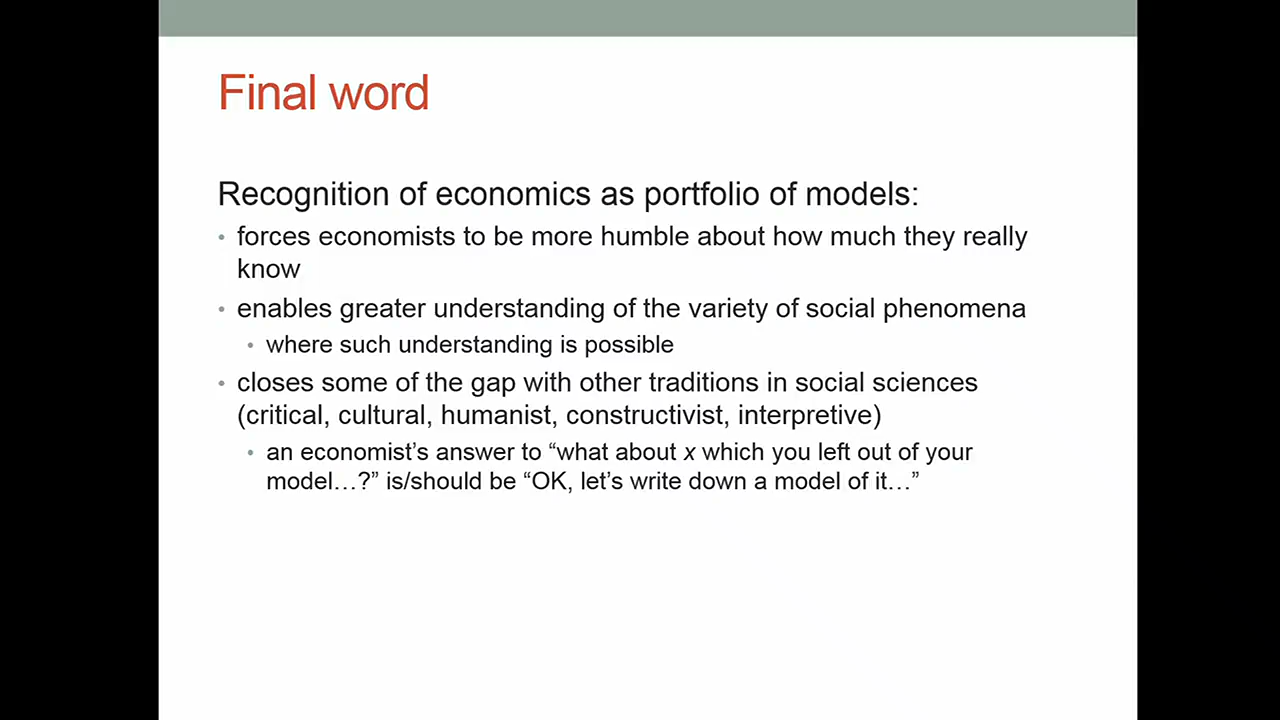 Final word
Recognition of economics as portfolio of models:
• forces economists to be more humble about how much they really
know
• enables greater understanding of the variety of social phenomena
• where such understanding is possible
• closes some of the gap with other traditions in social sciences
(critical, cultural, humanist, constructivist, interpretive)
• an economist’s answer to “what about x which you left out of your
model…?” is/should be “OK, let’s write down a model of it…”